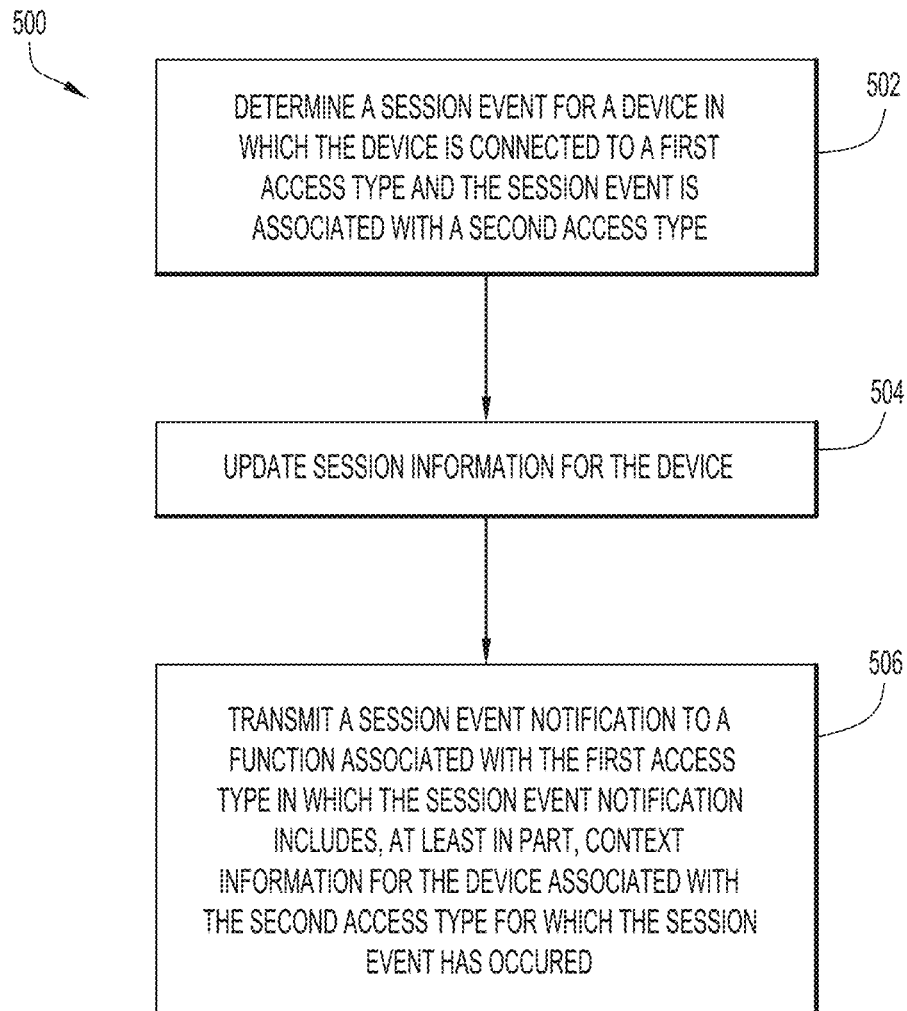 500
DETERMINE A SESSION EVENT FOR A DEVICE IN
WHICH THE DEVICE IS CONNECTED TO A FIRST
ACCESS TYPE AND THE SESSION EVENT IS
ASSOCIATED WITH A SECOND ACCESS TYPE
502
UPDATE SESSION INFORMATION FOR THE DEVICE
504
TRANSMIT A SESSION EVENT NOTIFICATION TO A
FUNCTION ASSOCIATED WITH THE FIRST ACCESS
TYPE IN WHICH THE SESSION EVENT NOTIFICATION
INCLUDES, AT LEAST IN PART, CONTEXT
INFORMATION FOR THE DEVICE ASSOCIATED WITH
THE SECOND ACCESS TYPE FOR WHICH THE SESSION
EVENT HAS OCCURED
506